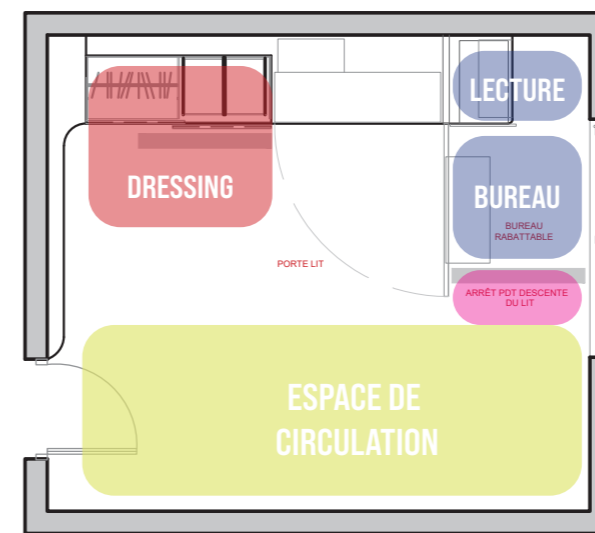 LECTURE
DRESSING
BUREAU
BUREAU
RABATTABLE
PORTE LIT
ARRÊT PDT DESCENTE
DU LIT
ESPACE DE
CIRCULATION